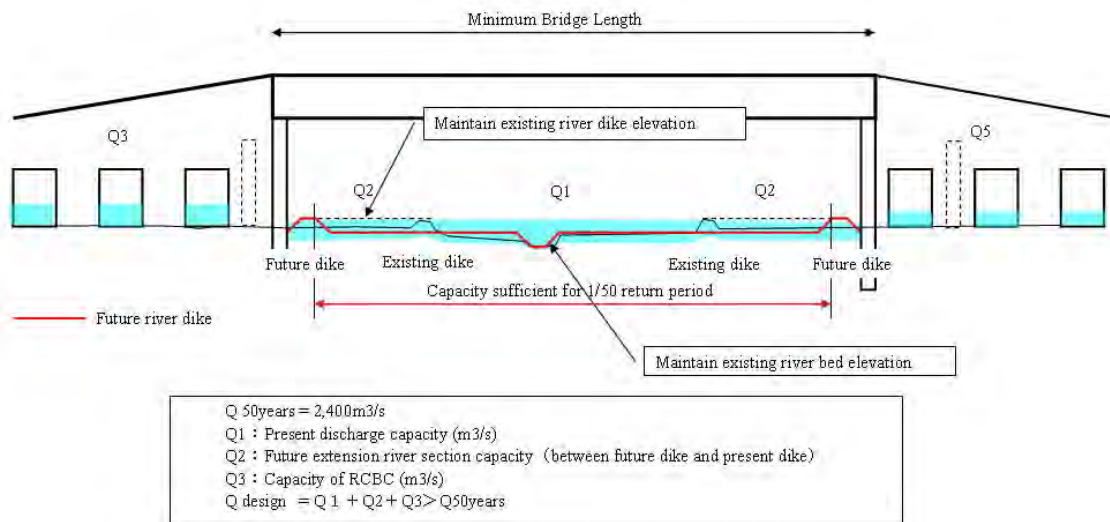 Minimum Bridge Length
Maintain existing river dike elevation
Q3
Q5
Q2
Q1
Q2
Future dike
Existing dike
Existing dike
Future dike
Capacity sufficient for 1/50 return period
Future river dike
Maintain existing river bed elevation
Q 50years = 2,400m3/s
Q1：Present discharge capacity (m3/s)
Q2：Future extension river section capacity （between future dike and present dike）
Q3：Capacity of RCBC (m3/s)
Q design = Q 1 + Q2 + Q3 > Q50years